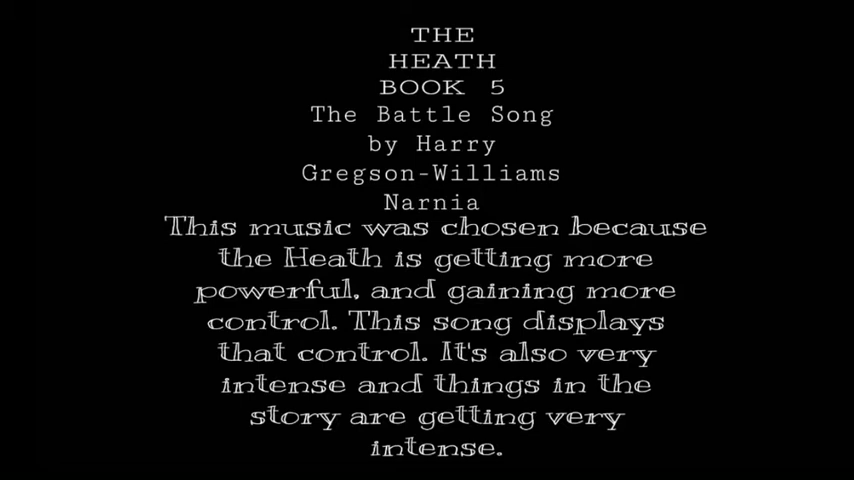 THE
HEATH
BOOK 5
The Battle Song
by Harry
Gregson-Williams
Narnia
This music was chosen because
the Heath is getting more
powerful, and gaining more
control. This song displays
that control. It's also very
intense and things in the
story are getting very
intense.